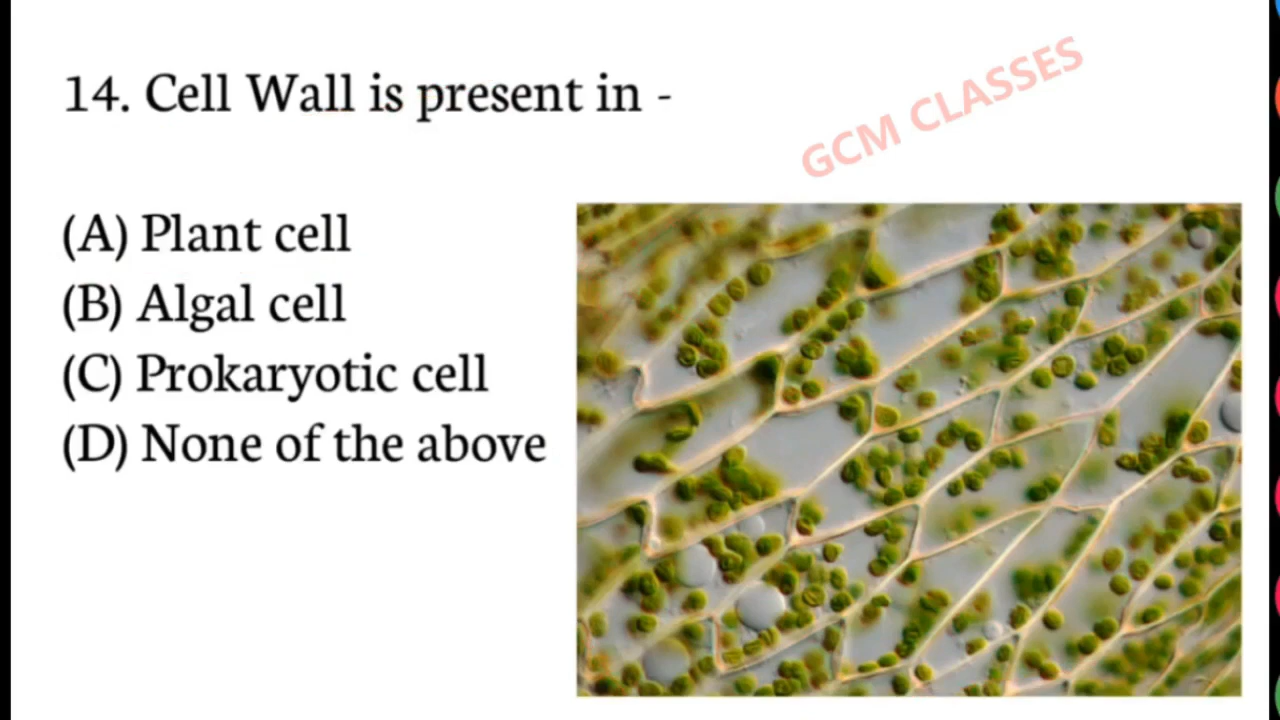 14. Cell Wall is present in -
GCM CLASSES
(A) Plant cell
(B) Algal cell
(C) Prokaryotic cell
(D) None of the above